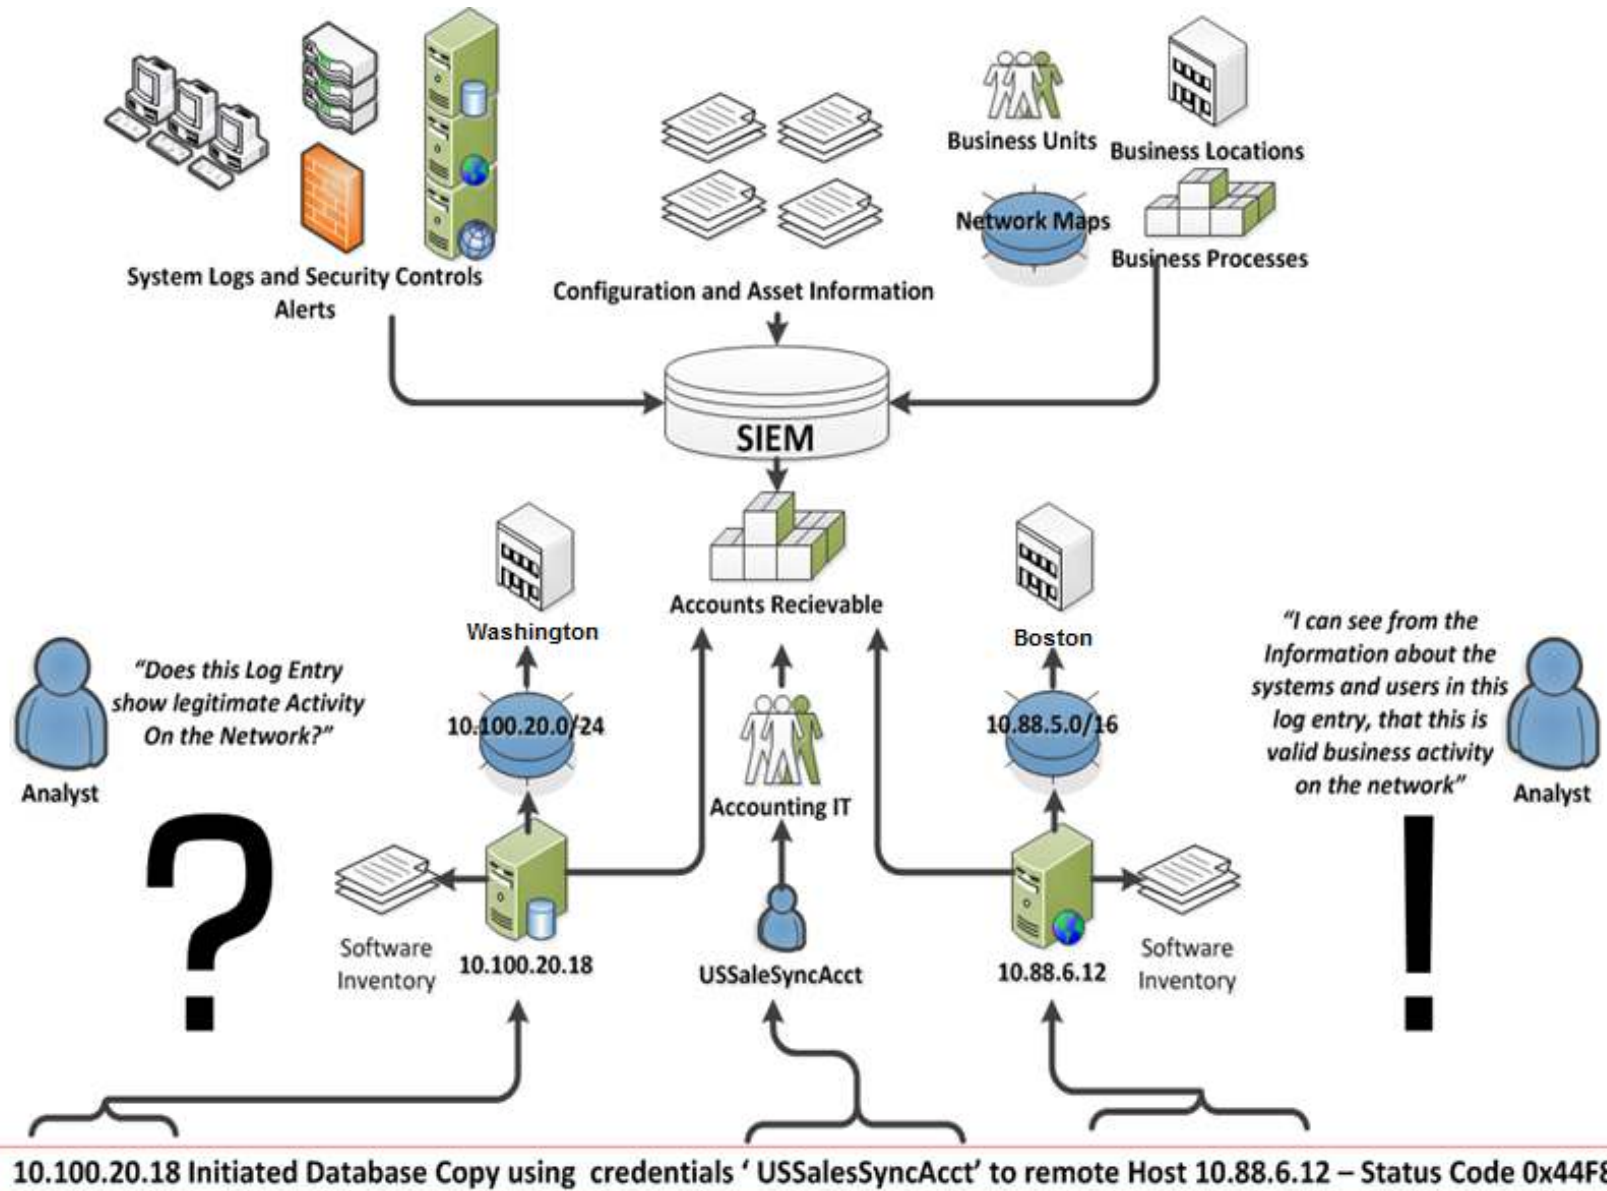 Business Units
Business Locations
Network Maps
Business Processes
System Logs and Security Controls
Alerts
Configuration and Asset Information
SIEM
Accounts Recievable
Washington
Boston
"Does this Log Entry
show legitimate Activity
On the Network?"
Analyst
10.100.20.0/24
Accounting IT
10.88.5.0/16
"I can see from the
Information about the
systems and users in this
log entry, that this is
valid business activity
on the network"
Analyst
?
!
Software
Inventory
10.100.20.18
USSaleSyncAcct
10.88.6.12
Software
Inventory
10.100.20.18 Initiated Database Copy using credentials ' USSalesSyncAcct' to remote Host 10.88.6.12 – Status Code 0x44F8